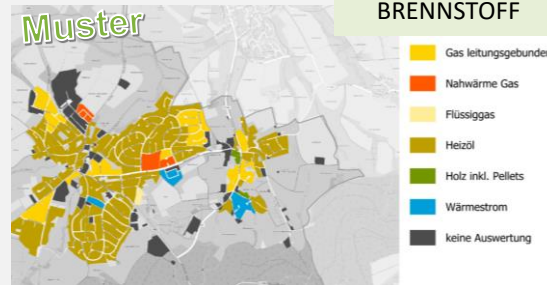 Muster
BRENNSTOFF
Gas leitungsgebunden
Nahwärme Gas
Flüssiggas
Heizöl
Holz inkl. Pellets
Wärmestrom
keine Auswertung